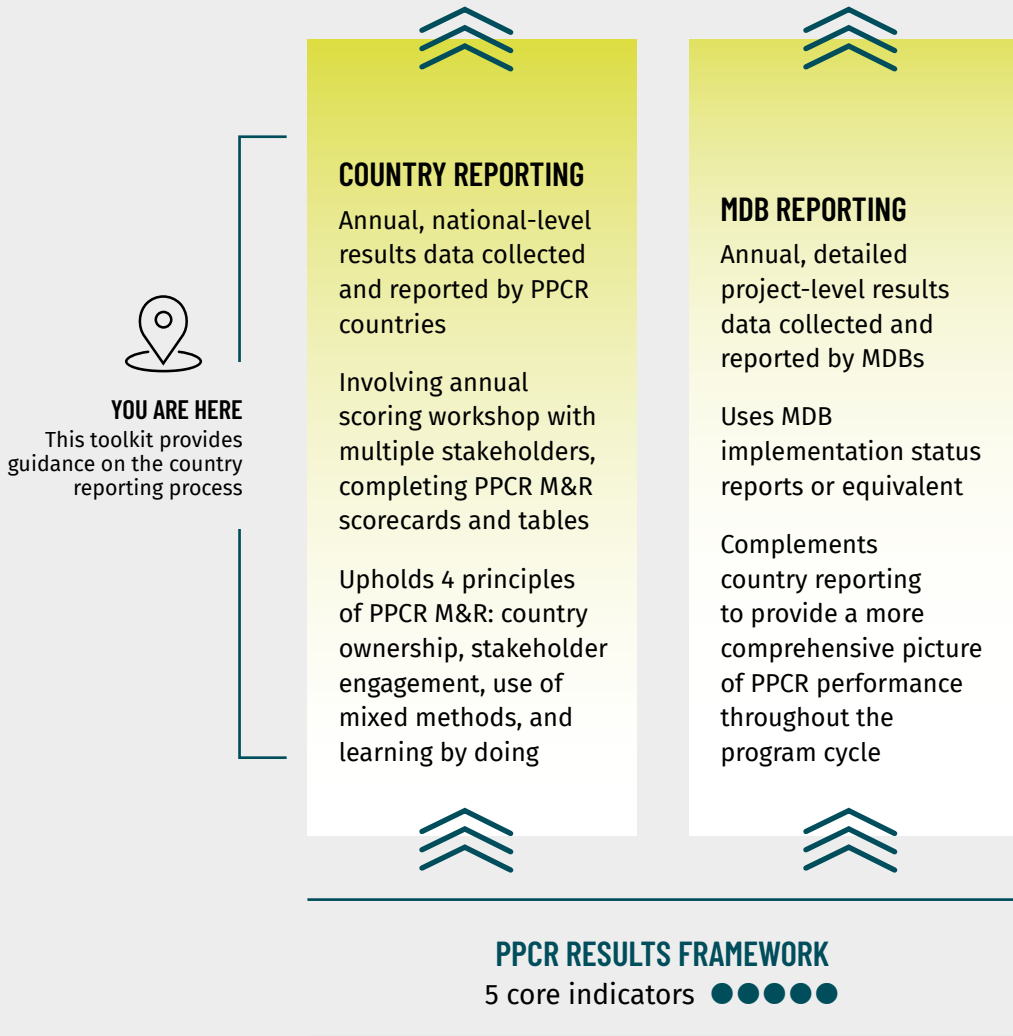 COUNTRY REPORTING
Annual, national-level
results data collected
and reported by PPCR
countries
Involving annual
scoring workshop with
multiple stakeholders,
completing PPCR M&R
scorecards and tables
Upholds 4 principles
of PPCR M&R: country
ownership, stakeholder
engagement, use of
mixed methods, and
learning by doing
MDB REPORTING
Annual, detailed
project-level results
data collected and
reported by MDBs
Uses MDB
implementation status
reports or equivalent
Complements
country reporting
to provide a more
comprehensive picture
of PPCR performance
throughout the
program cycle
YOU ARE HERE
This toolkit provides
guidance on the country
reporting process
PPCR RESULTS FRAMEWORK
5 core indicators